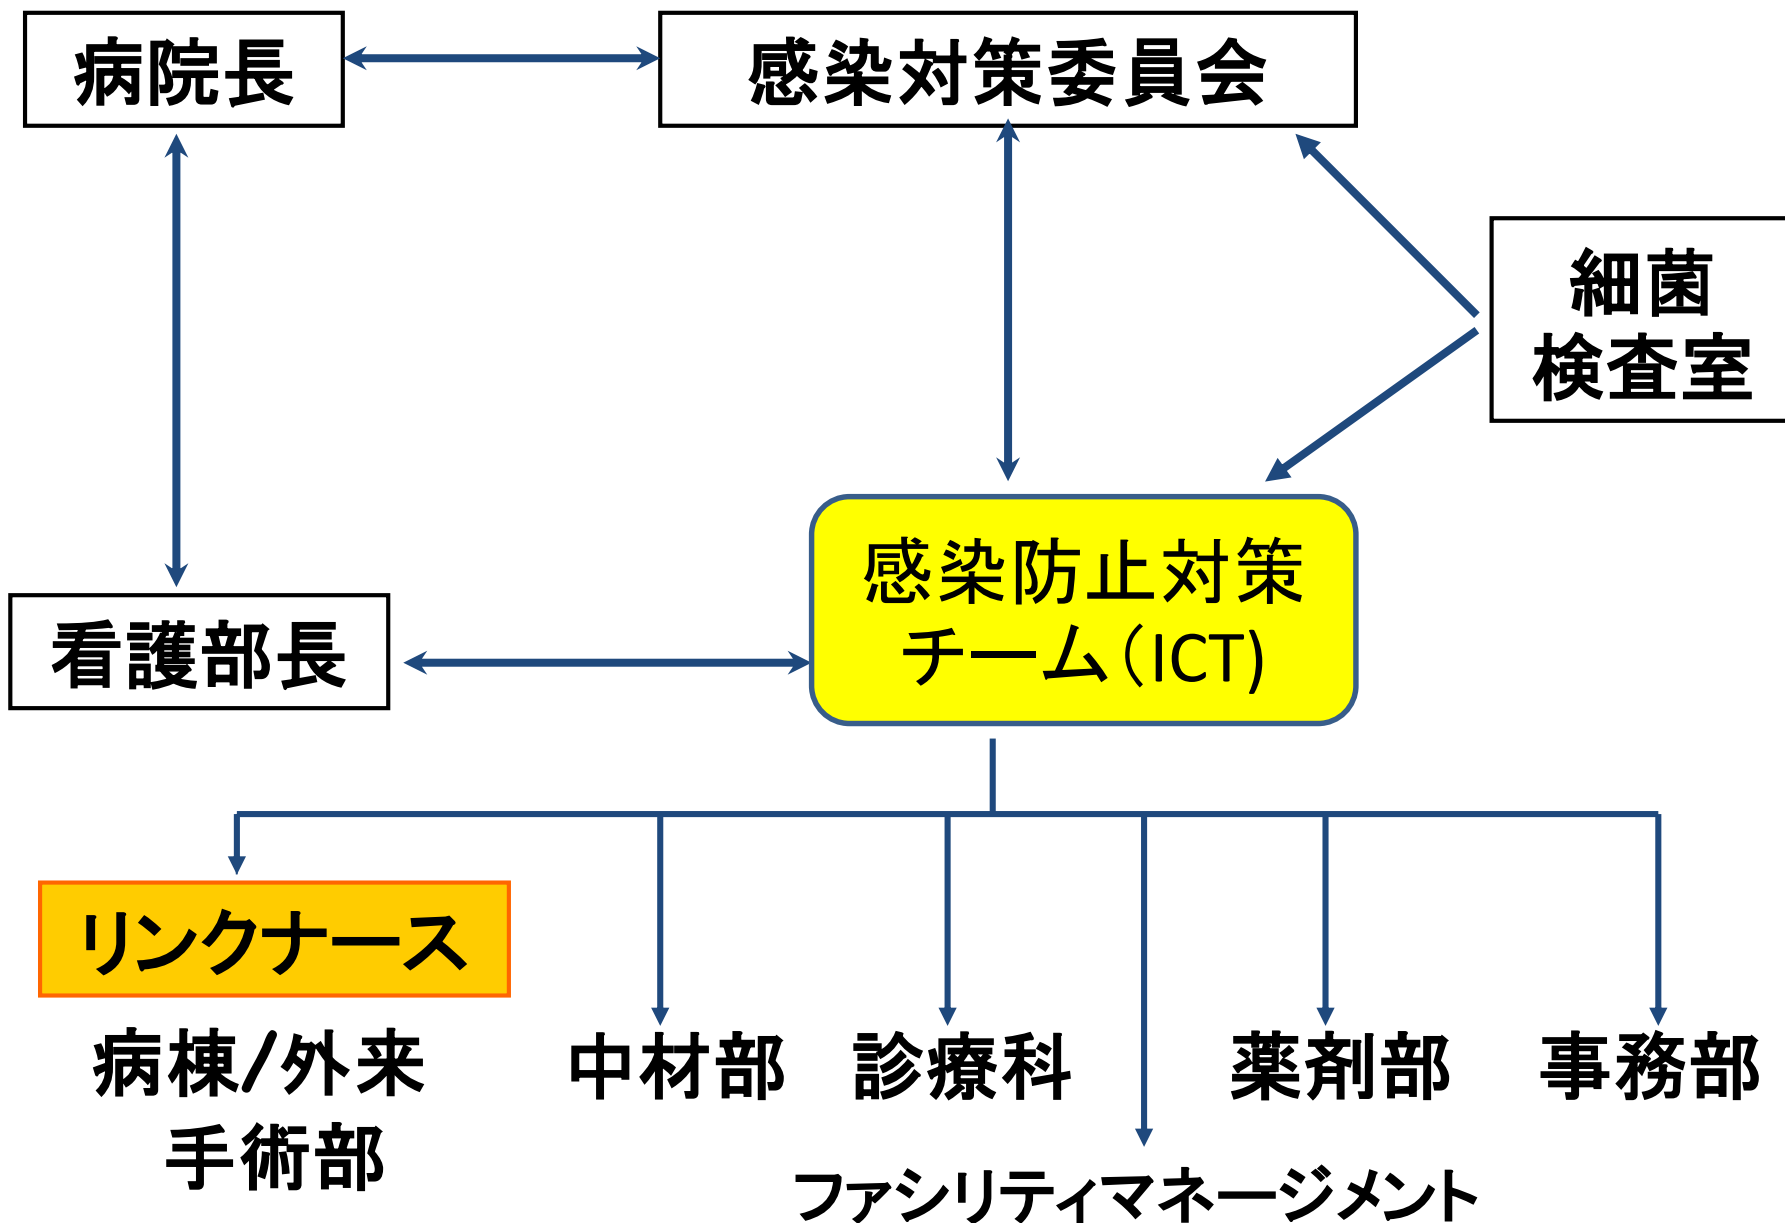 病院長
感染対策委員会
細菌
検査室
感染防止対策
チーム（ICT)
看護部長
リンクナース
病棟/外来
手術部
中材部
診療科
薬剤部
事務部
ファシリティマネージメント